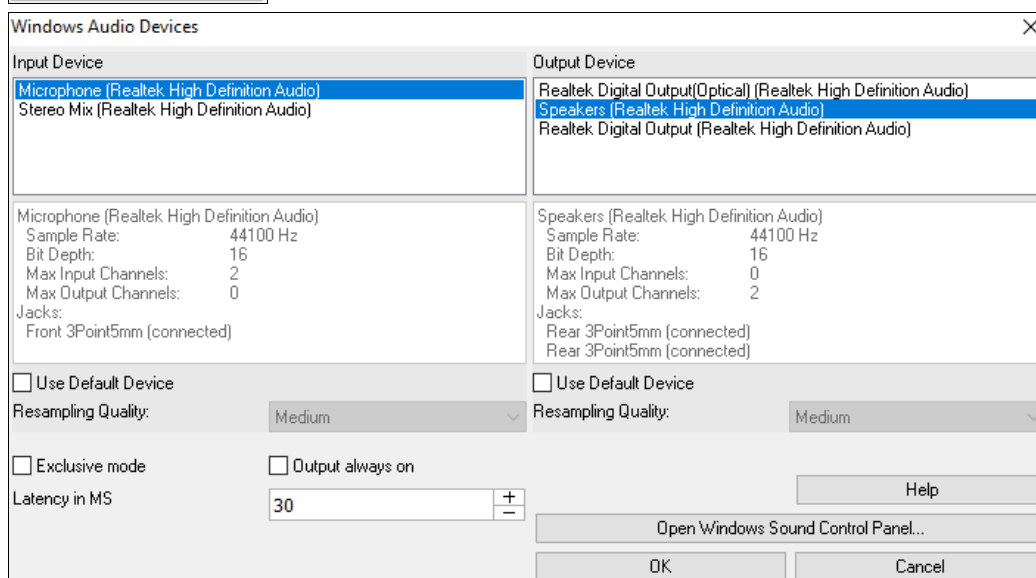 Windows Audio Devices
Input Device
Microphone (Realtek High Definition Audio)
Stereo Mix (Realtek High Definition Audio)
Microphone (Realtek High Definition Audio)
Sample Rate: 44100 Hz
Bit Depth: 16
Max Input Channels: 2
Max Output Channels: 0
Jacks:
Front 3Point5mm (connected)
Use Default Device
Resampling Quality: Medium
Output Device
Realtek Digital Output(Optical) (Realtek High Definition Audio)
Speakers (Realtek High Definition Audio)
Realtek Digital Output (Realtek High Definition Audio)
Speakers (Realtek High Definition Audio)
Sample Rate: 44100 Hz
Bit Depth: 16
Max Input Channels: 0
Max Output Channels: 2
Jacks:
Rear 3Point5mm (connected)
Rear 3Point5mm (connected)
Use Default Device
Resampling Quality: Medium
Exclusive mode
Output always on
Latency in MS 30
Help
Open Windows Sound Control Panel...
OK
Cancel